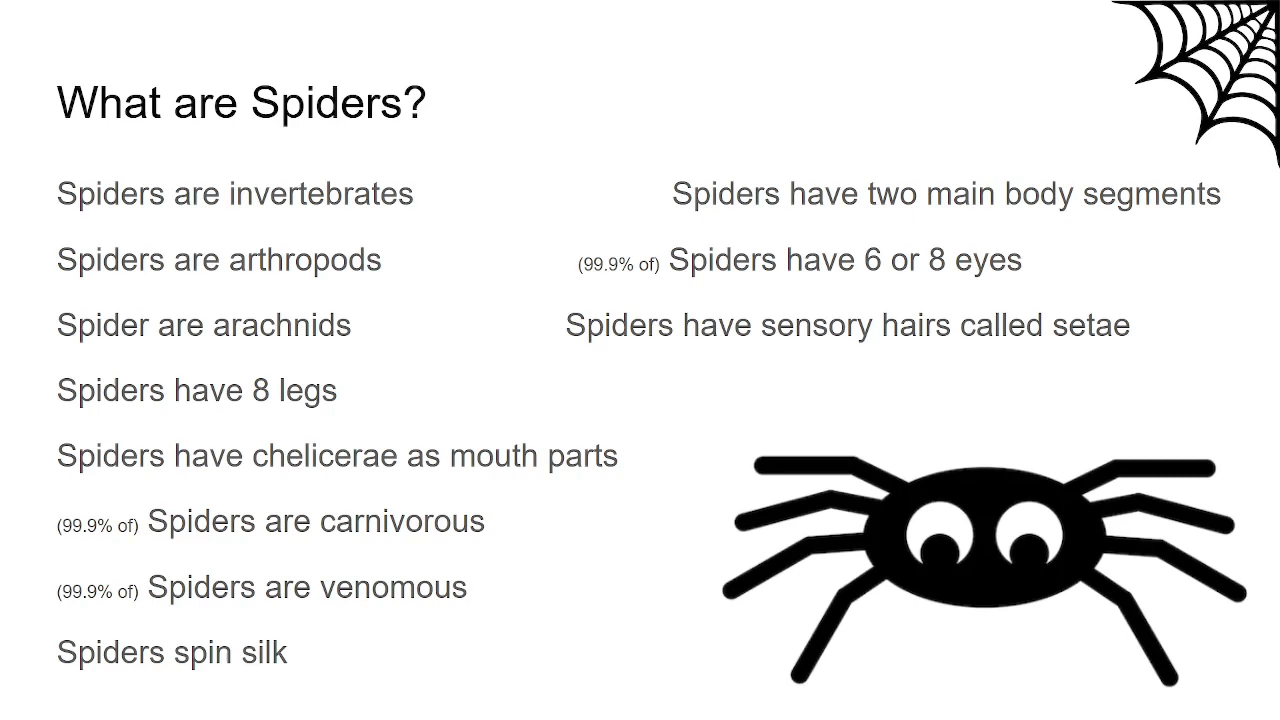 What are Spiders?
Spiders are invertebrates
Spiders are arthropods
Spider are arachnids
Spiders have 8 legs
Spiders have chelicerae as mouth parts
(99.9% of) Spiders are carnivorous
(99.9% of) Spiders are venomous
Spiders spin silk
Spiders have two main body segments
(99.9% of) Spiders have 6 or 8 eyes
Spiders have sensory hairs called setae